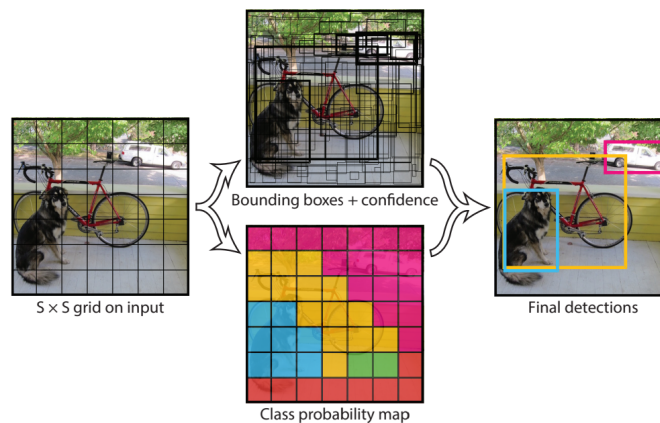 Bounding boxes + confidence
S × S grid on input
Final detections
Class probability map